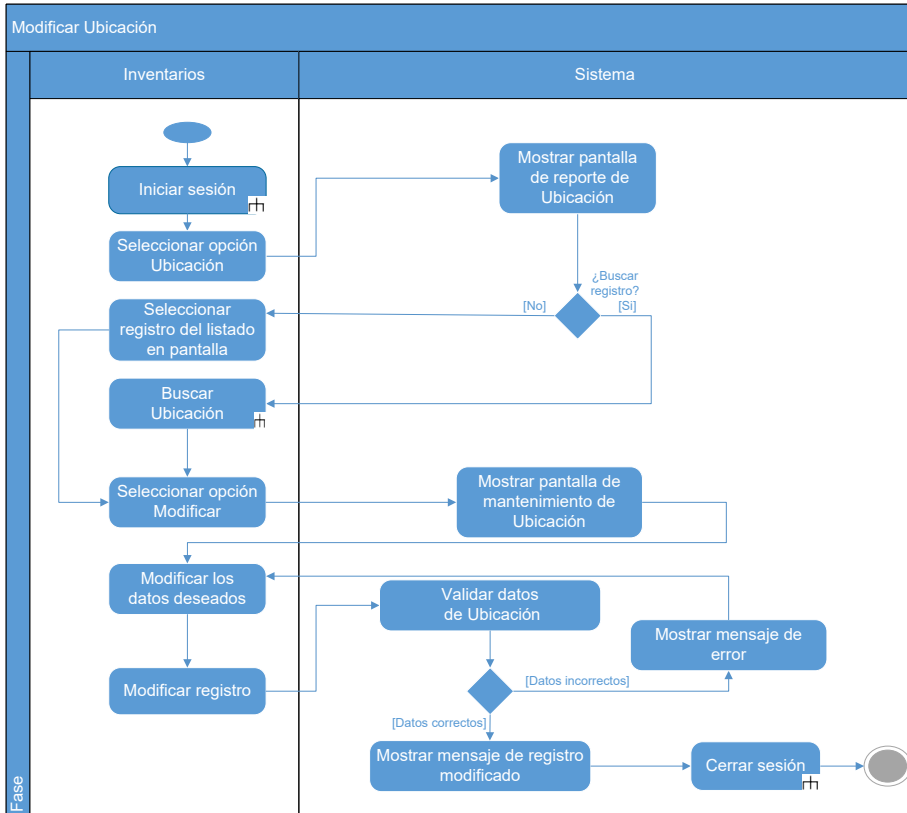 Modificar Ubicación
Inventarios
Sistema
Fase
Iniciar sesión
Seleccionar opción
Ubicación
Mostrar pantalla
de reporte de
Ubicación
¿Buscar
registro?
[No]
[Si]
Seleccionar
registro del listado
en pantalla
Buscar
Ubicación
Seleccionar opción
Modificar
Mostrar pantalla de
mantenimiento de
Ubicación
Modificar los
datos deseados
Modificar registro
Validar datos
de Ubicación
Mostrar mensaje de
error
[Datos incorrectos]
[Datos correctos]
Mostrar mensaje de registro
modificado
Cerrar sesión